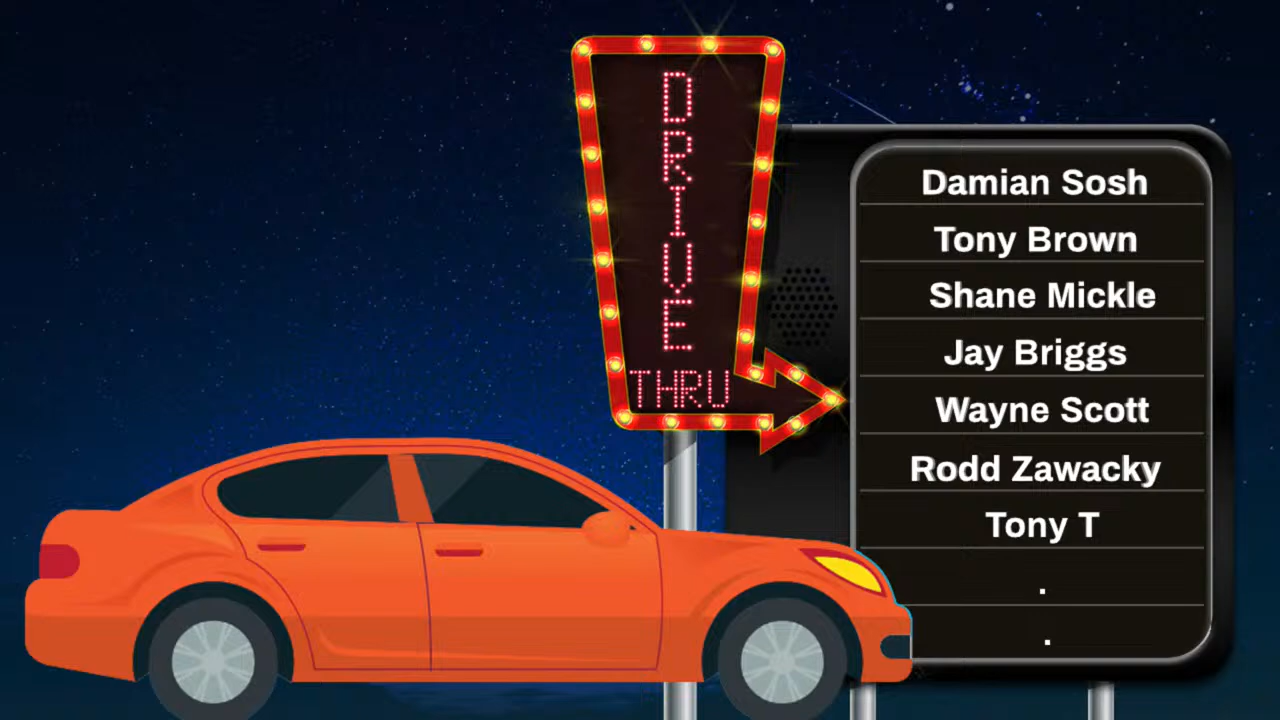 DRIVE
THRU
Damian Sosh
Tony Brown
Shane Mickle
Jay Briggs
Wayne Scott
Rodd Zawacky
Tony T
.
.